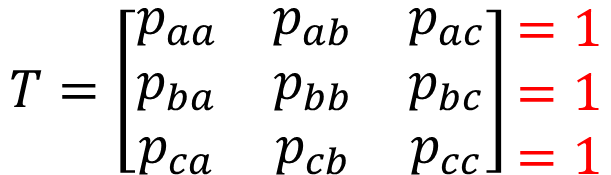 p_aa p_ab p_ac = 1
T = [p_ba p_bb p_bc] = 1
p_ca p_cb p_cc = 1